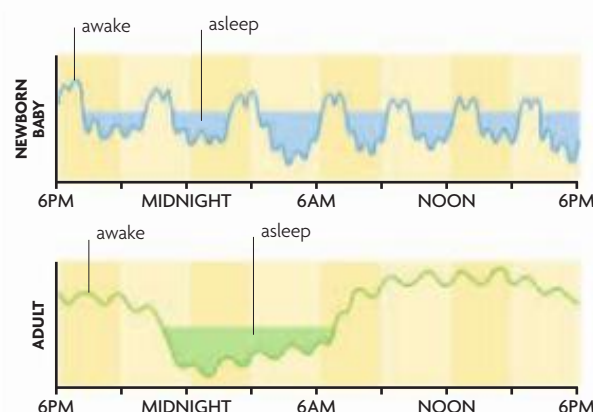 awake
asleep
NEWBORN
BABY
6PM MIDNIGHT 6AM NOON 6PM
awake
asleep
ADULT
6PM MIDNIGHT 6AM NOON 6PM